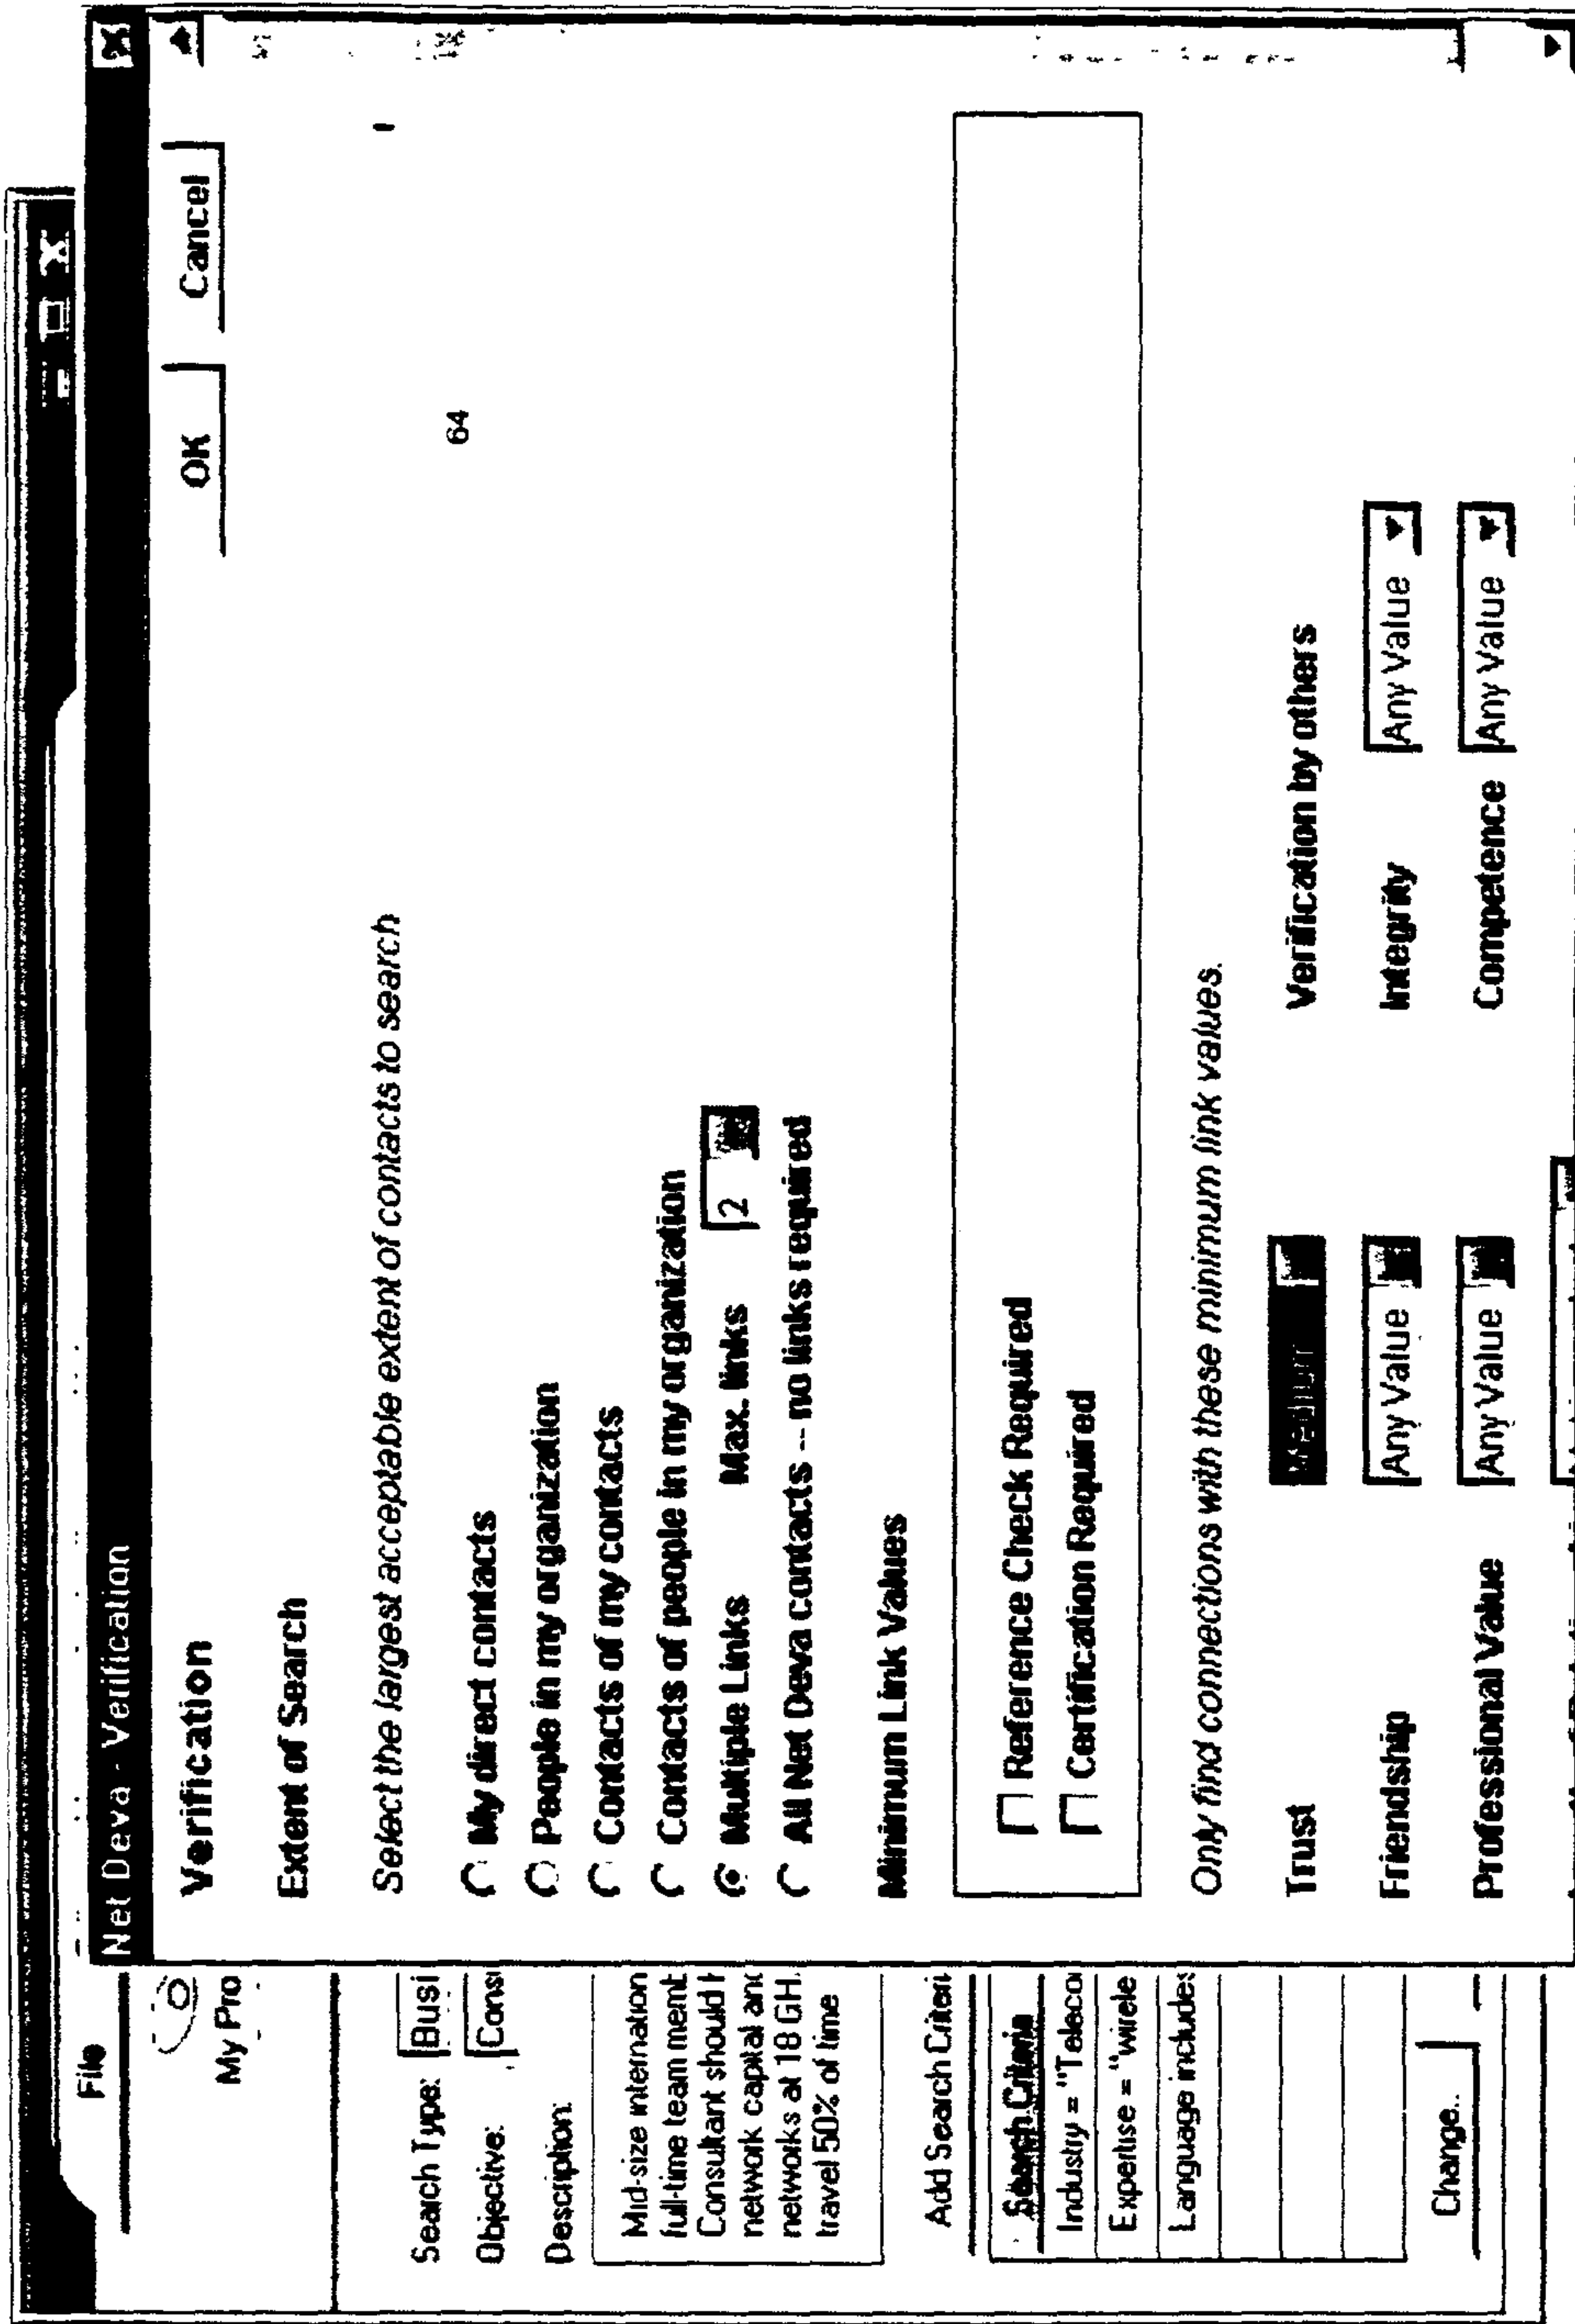 File
My Pro
Search Type: Busi
Objective: Consi
Description:
Mid-size internation
full-time team memt
Consultant should h
network capital and
networks at 18 GH.
travel 50% of time
Add Search Criteri
Search Criteria
Industry = "Telecor
Expertise = "wirele
Language includes
Change..
Net Deva - Verification
Verification OK Cancel
Extent of Search
Select the largest acceptable extent of contacts to search
64
My direct contacts
People in my organization
Contacts of my contacts
Contacts of people in my organization
Multiple Links Max. links 2
All Net Deva contacts -- no links required
Minimum Link Values
Reference Check Required
Certification Required
Only find connections with these minimum link values.
Verification by others
Trust Medium
Friendship Any Value Integrity Any Value
Professional Value Any Value Competence Any Value